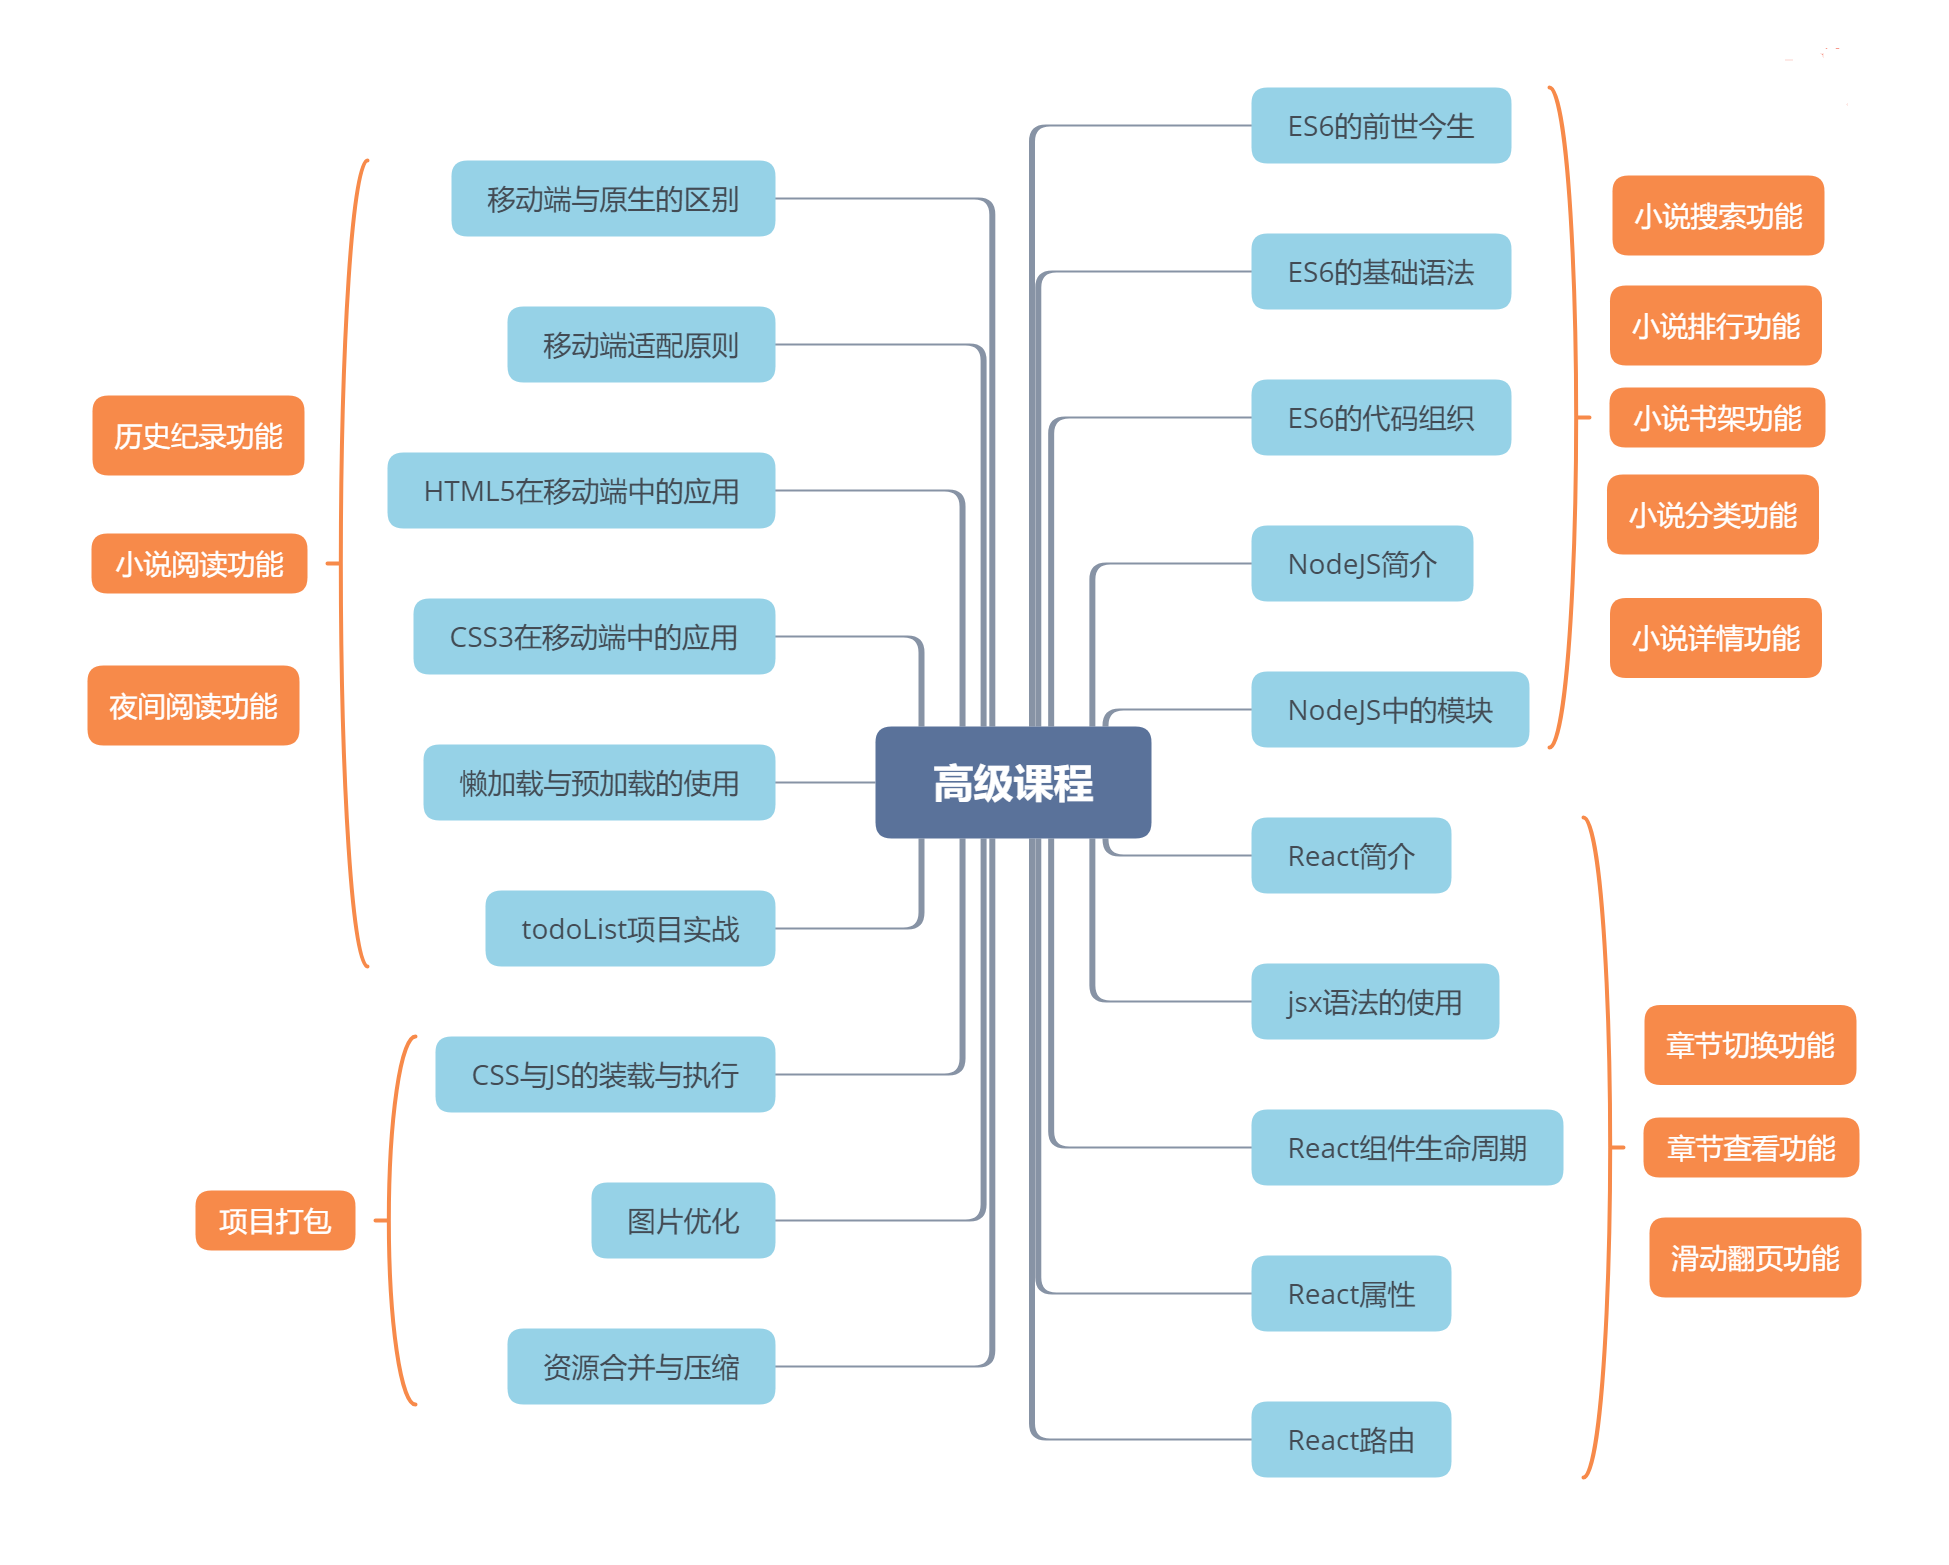 高级课程
移动端与原生的区别
移动端适配原则
HTML5在移动端中的应用
CSS3在移动端中的应用
懒加载与预加载的使用
todoList项目实战
历史纪录功能
小说阅读功能
夜间阅读功能
CSS与JS的装载与执行
图片优化
资源合并与压缩
项目打包
ES6的前世今生
ES6的基础语法
ES6的代码组织
NodeJS简介
NodeJS中的模块
小说搜索功能
小说排行功能
小说书架功能
小说分类功能
小说详情功能
React简介
jsx语法的使用
React组件生命周期
React属性
React路由
章节切换功能
章节查看功能
滑动翻页功能